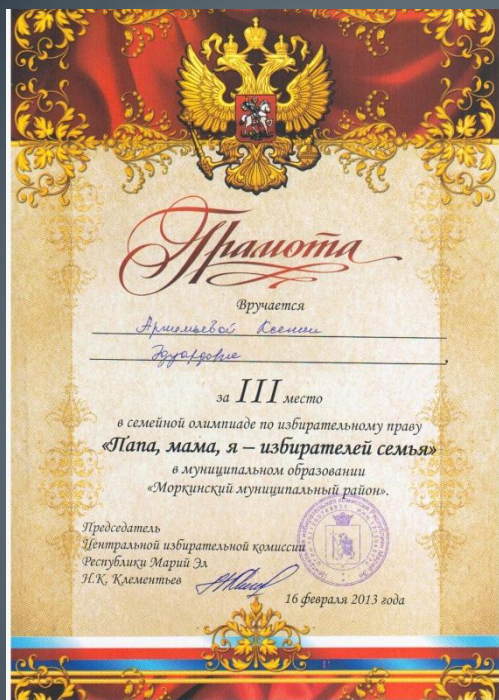 Грамота
Вручается
Артемьевой Ксении
Эдуардовне
за III место
в семейной олимпиаде по избирательному праву
«Папа, мама, я – избирателей семья»
в муниципальном образовании
«Моркинский муниципальный район».
Председатель
Центральной избирательной комиссии
Республики Марий Эл
Н.К. Клементьев
16 февраля 2013 года